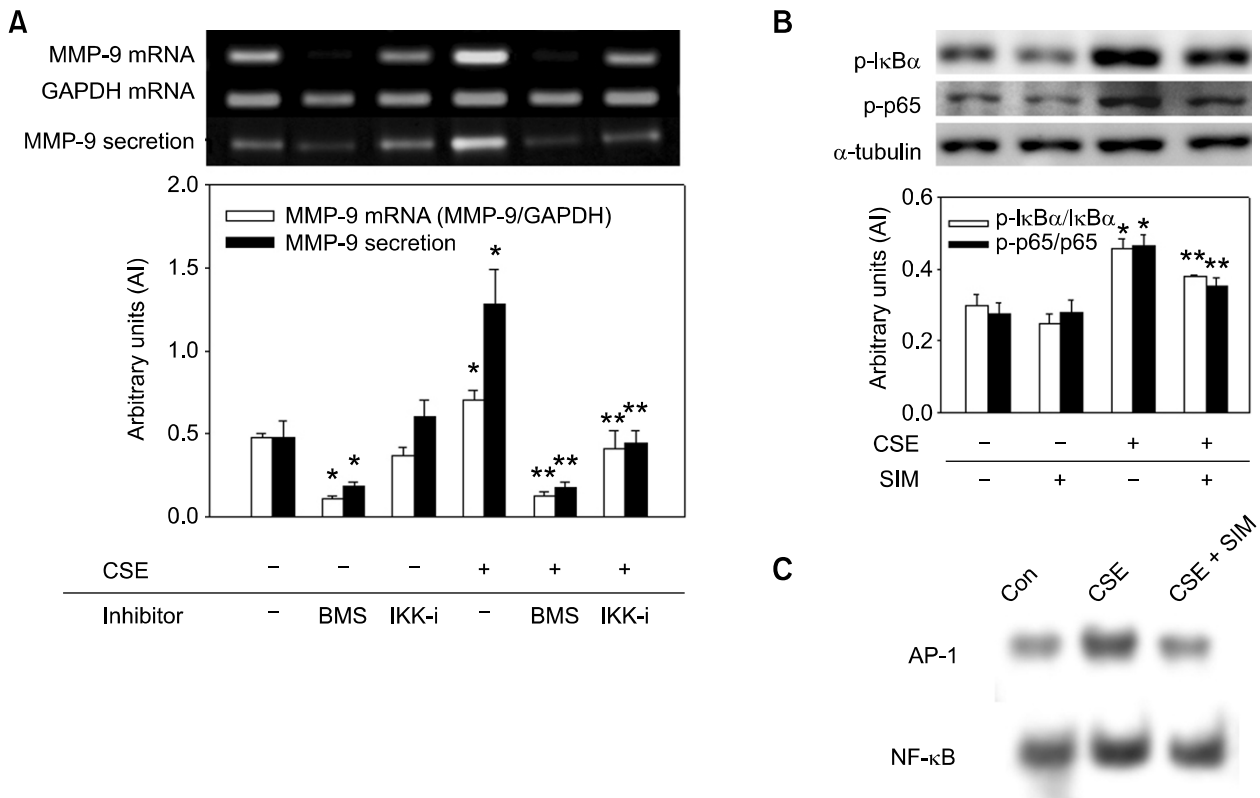 A
MMP-9 mRNA
GAPDH mRNA
MMP-9 secretion
2.0
1.5
1.0
0.5
0.0
Arbitrary units (AI)
MMP-9 mRNA (MMP-9/GAPDH)
MMP-9 secretion
* * * * ** ** ** **
CSE – – – + + +
Inhibitor – BMS IKK-i – BMS IKK-i
B
p-IκBα
p-p65
α-tubulin
0.6
0.4
0.2
0.0
Arbitrary units (AI)
p-IκBα/IκBα
p-p65/p65
* * ** **
CSE – – + +
SIM – + – +
C
Con CSE CSE + SIM
AP-1
NF-κB